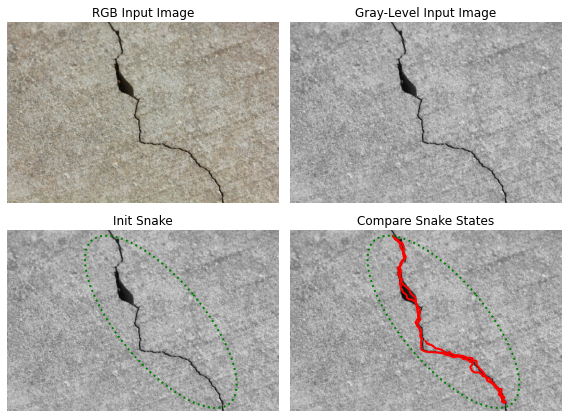 RGB Input Image
Gray-Level Input Image
Init Snake
Compare Snake States